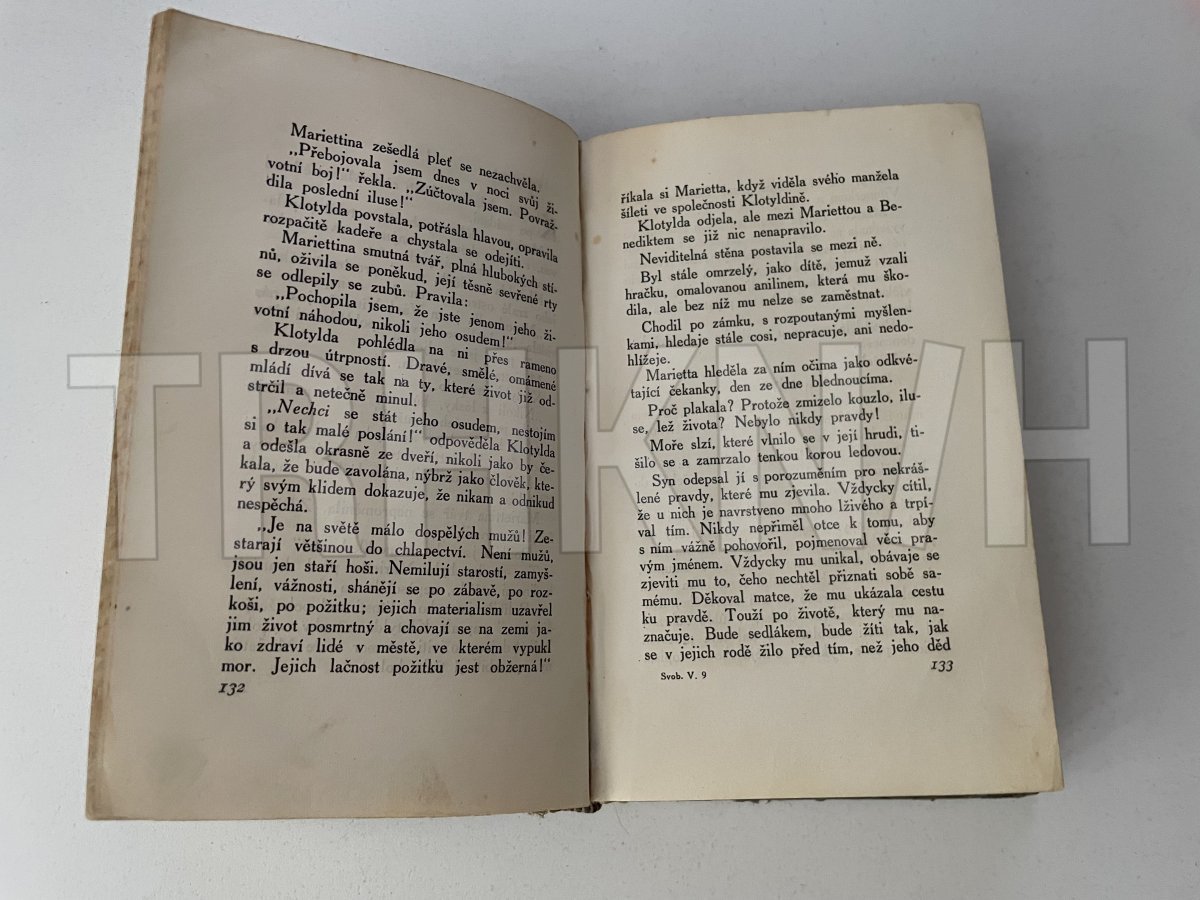 Mariettina zešedlá pleť se nezachvěla.
„Přebojovala jsem dnes v noci svůj ži-
votní boj!“ řekla. „Zúčtovala jsem. Povraž-
dila poslední iluse!“
Klotylda povstala, potřásla hlavou, opravila
rozpačitě kadeře a chystala se odejíti.
Mariettina smutná tvář, plná hlubokých stí-
nů, oživila se poněkud, její těsně sevřené rty
se odlepily se zubů. Pravila:
„Pochopila jsem, že jste jenom jeho ži-
votní náhodou, nikoli jeho osudem!“
Klotylda pohlédla na ni přes rameno
s drzou útrpností. Dravé, smělé, omámené
mládí dívá se tak na ty, které život již od-
strčil a netečně minul.
„Nechci se stát jeho osudem, nestojím
si o tak malé poslání!“ odpověděla Klotylda
a odešla okrasně ze dveří, nikoli jako by če-
kala, že bude zavolána, nýbrž jako člověk, kte-
rý svým klidem dokazuje, že nikam a odnikud
nespěchá.
„Je na světě málo dospělých mužů! Ze-
starají většinou do chlapectví. Není mužů,
jsou jen staří hoši. Nemilují starostí, zamyš-
lení, vážnosti, shánějí se po zábavě, po roz-
koši, po požitku; jejich materialism uzavřel
jim život posmrtný a chovají se na zemi ja-
ko zdraví lidé v městě, ve kterém vypukl
mor. Jejich lačnost požitku jest obžerná!“
132
říkala si Marietta, když viděla svého manžela
šíleti ve společnosti Klotyldině.
Klotylda odjela, ale mezi Mariettou a Be-
nediktem se již nic nenapravilo.
Neviditelná stěna postavila se mezi ně.
Byl stále omrzelý, jako dítě, jemuž vzali
hračku, omalovanou anilinem, která mu ško-
dila, ale bez níž mu nelze se zaměstnat.
Chodil po zámku, s rozpoutanými myšlen-
kami, hledaje stále cosi, nepracuje, ani nedo-
hlížeje.
Marietta hleděla za ním očima jako odkvé-
tající čekanky, den ze dne blednoucíma.
Proč plakala? Protože zmizelo kouzlo, ilu-
se, lež života? Nebylo nikdy pravdy!
Moře slzí, které vlnilo se v její hrudi, ti-
šilo se a zamrzalo tenkou korou ledovou.
Syn odepsal jí s porozuměním pro nekráš-
lené pravdy, které mu zjevila. Vždycky cítil,
že u nich je navrstveno mnoho lživého a trpí-
val tím. Nikdy nepřiměl otce k tomu, aby
s ním vážně pohovořil, pojmenoval věci pra-
vým jménem. Vždycky mu unikal, obávaje se
zjeviti mu to, čeho nechtěl přiznati sobě sa-
mému. Děkoval matce, že mu ukázala cestu
ku pravdě. Touží po životě, který mu na-
značuje. Bude sedlákem, bude žíti tak, jak
se v jejich rodě žilo před tím, než jeho děd
Svob. V. 9
133